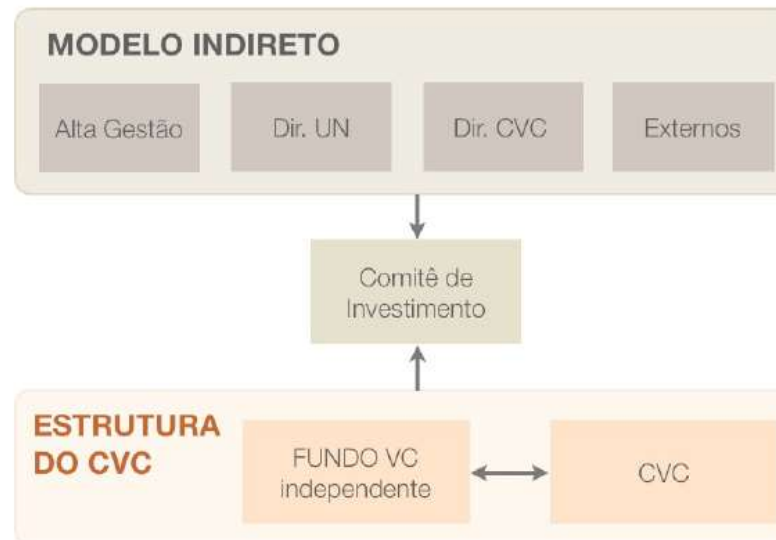 MODELO INDIRETO
Alta Gestão
Dir. UN
Dir. CVC
Externos
Comitê de
Investimento
ESTRUTURA
DO CVC
FUNDO VC
independente
CVC